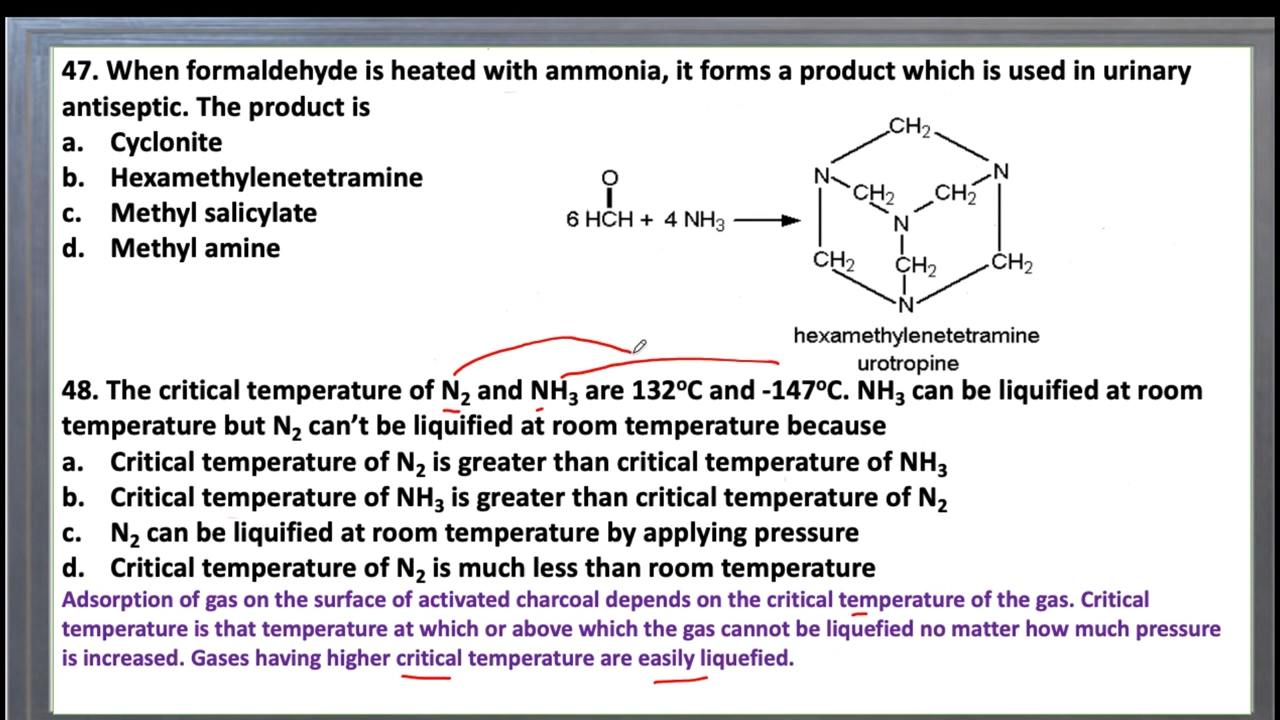 47. When formaldehyde is heated with ammonia, it forms a product which is used in urinary
antiseptic. The product is
a. Cyclonite
b. Hexamethylenetetramine
c. Methyl salicylate
d. Methyl amine
O
6 HCH + 4 NH₃
CH₂
N
N
CH₂
CH₂
N
CH₂
CH₂
CH₂
N
hexamethylenetetramine
urotropine
48. The critical temperature of N₂ and NH₃ are 132⁰C and -147⁰C. NH₃ can be liquified at room
temperature but N₂ can’t be liquified at room temperature because
a. Critical temperature of N₂ is greater than critical temperature of NH₃
b. Critical temperature of NH₃ is greater than critical temperature of N₂
c. N₂ can be liquified at room temperature by applying pressure
d. Critical temperature of N₂ is much less than room temperature
Adsorption of gas on the surface of activated charcoal depends on the critical temperature of the gas. Critical
temperature is that temperature at which or above which the gas cannot be liquefied no matter how much pressure
is increased. Gases having higher critical temperature are easily liquefied.